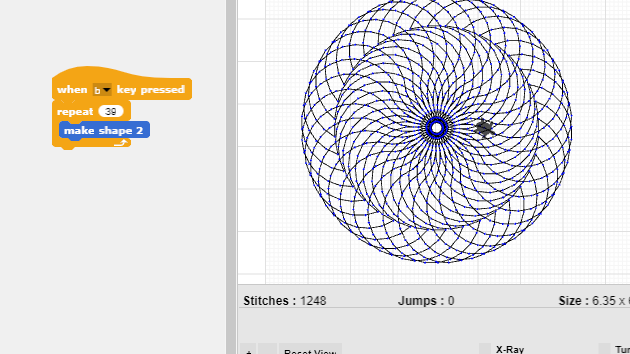 when b key pressed
repeat 39
make shape 2
Stitches : 1248 Jumps : 0 Size : 6.35 x
+ - Reset View X-Ray